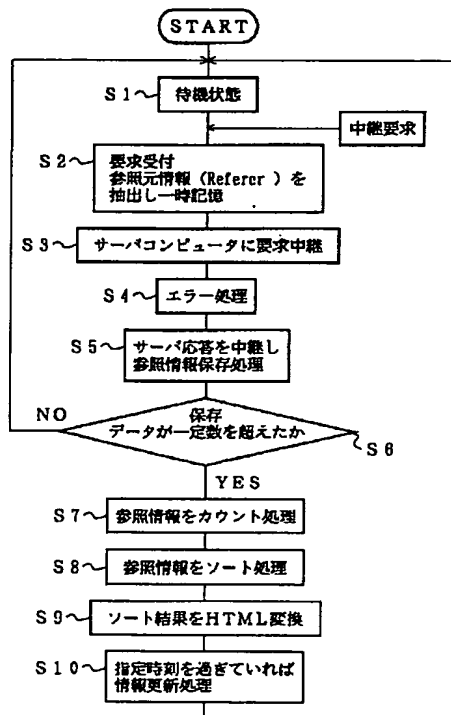 START
S1 待機状態
中継要求
S2 要求受付
参照元情報（Referer ）を
抽出し一時記憶
S3 サーバコンピュータに要求中継
S4 エラー処理
S5 サーバ応答を中継し
参照情報保存処理
NO
保存
データが一定数を超えたか
S6
YES
S7 参照情報をカウント処理
S8 参照情報をソート処理
S9 ソート結果をHTML変換
S10 指定時刻を過ぎていれば
情報更新処理